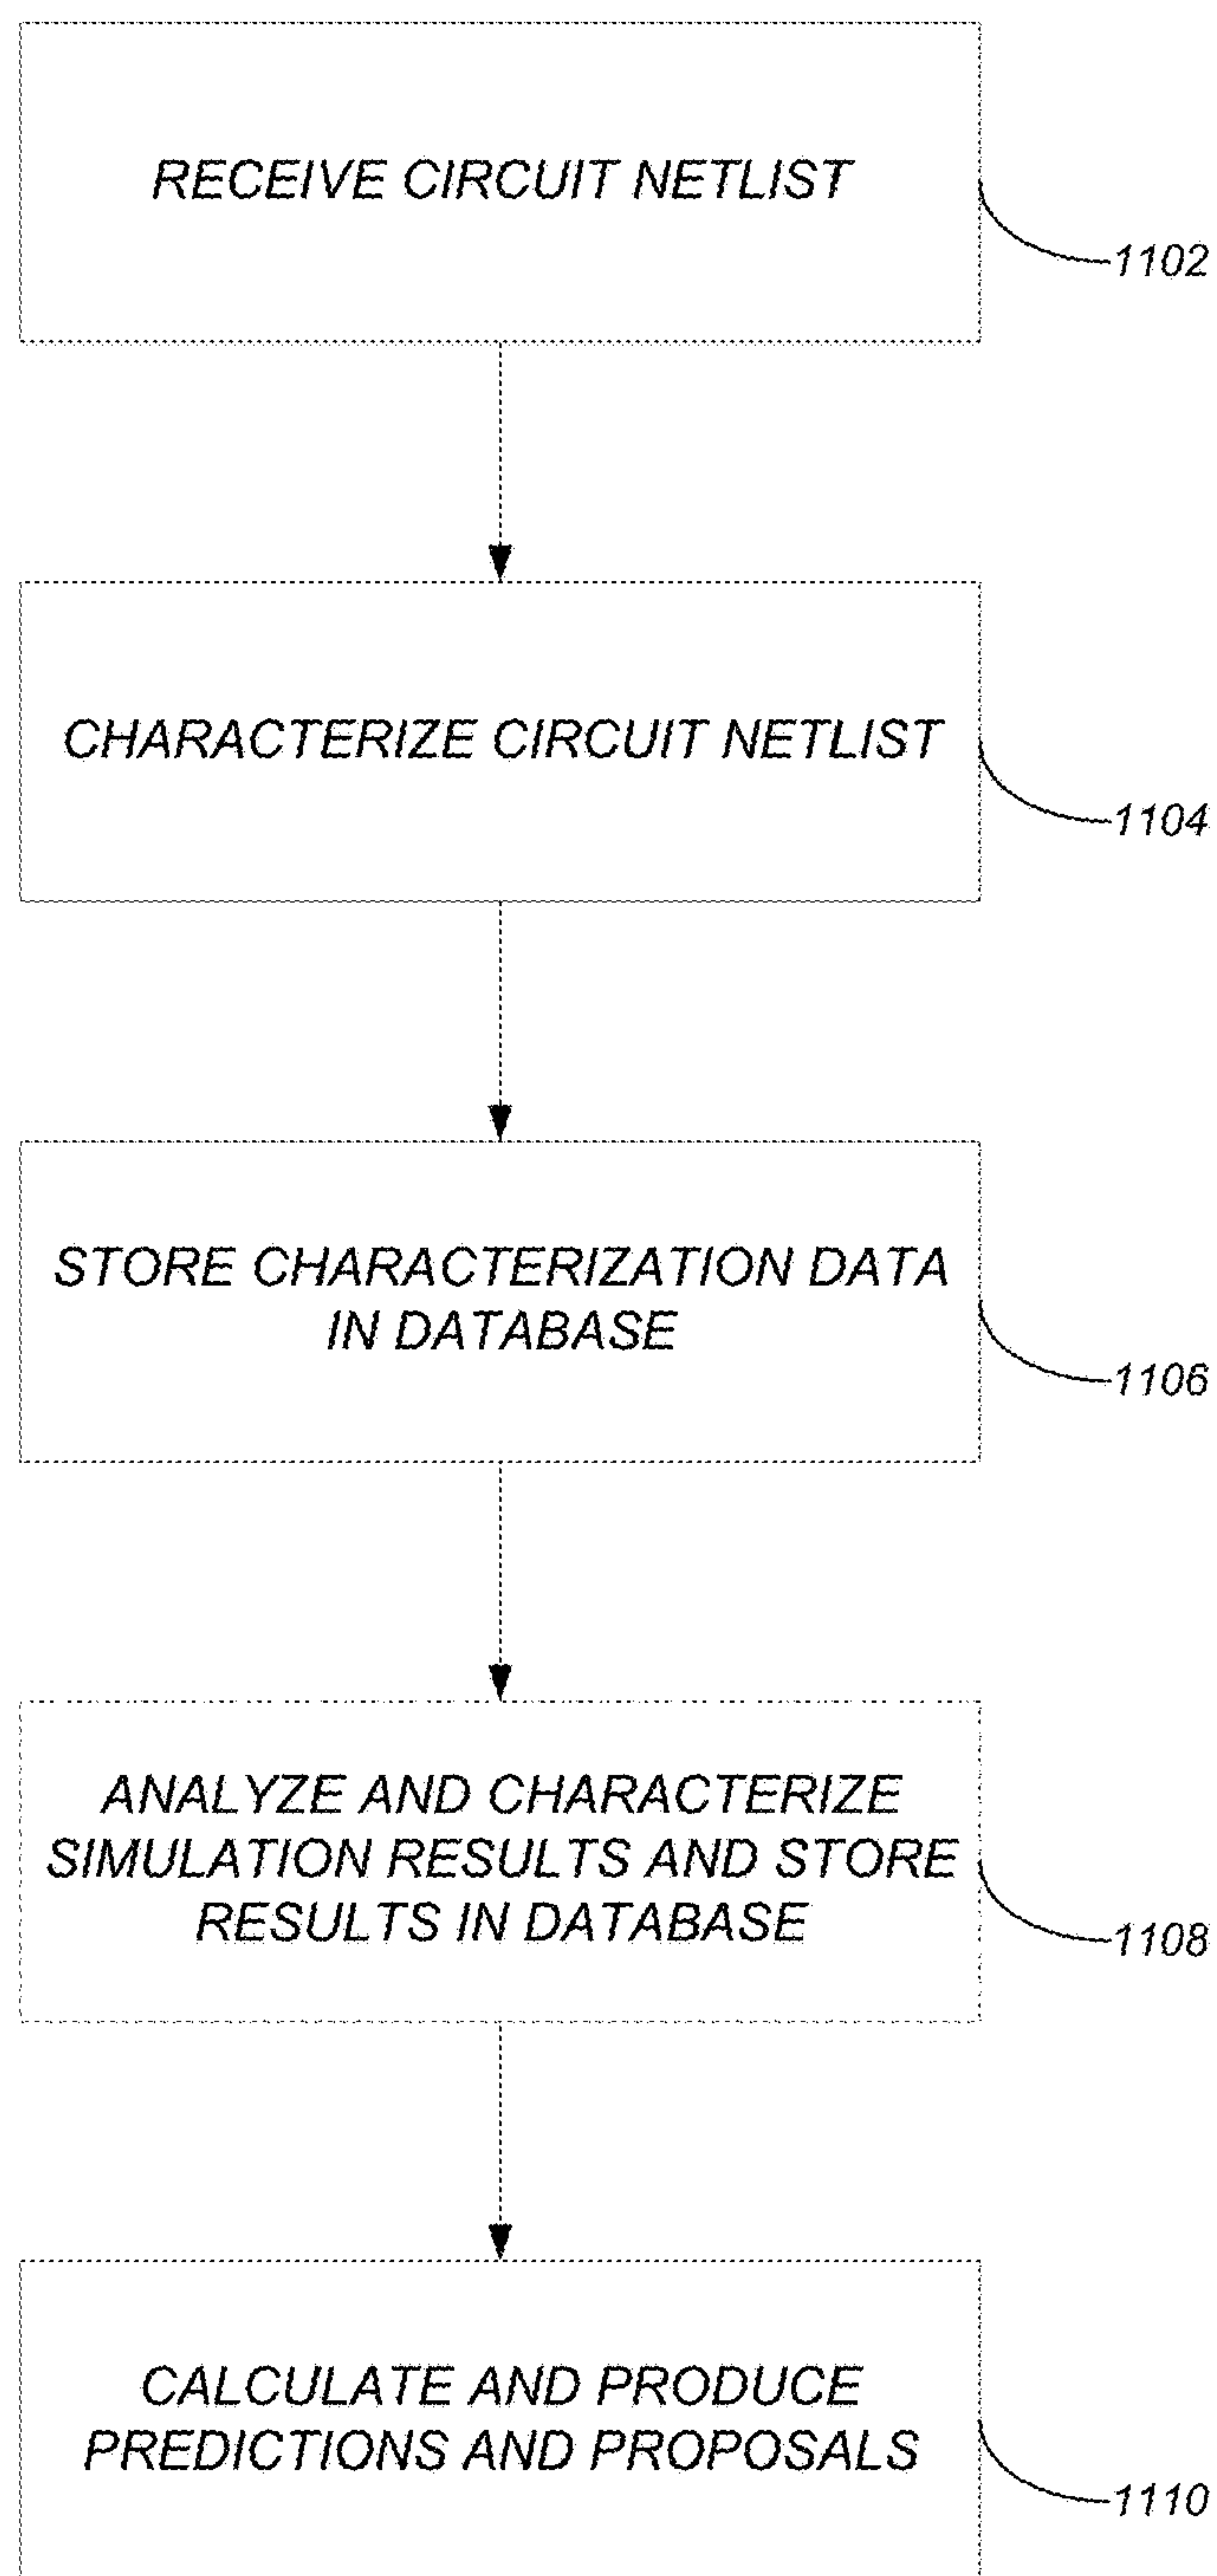 RECEIVE CIRCUIT NETLIST
1102
CHARACTERIZE CIRCUIT NETLIST
1104
STORE CHARACTERIZATION DATA
IN DATABASE
1106
ANALYZE AND CHARACTERIZE
SIMULATION RESULTS AND STORE
RESULTS IN DATABASE
1108
CALCULATE AND PRODUCE
PREDICTIONS AND PROPOSALS
1110